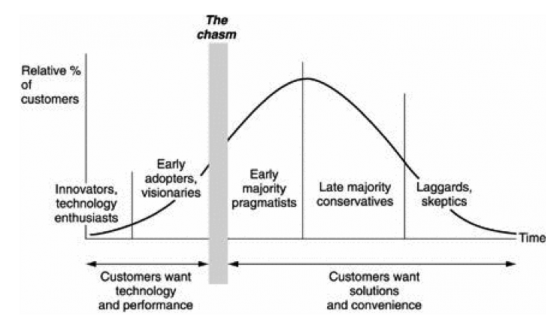 The
chasm
Relative %
of
customers
Innovators,
technology
enthusiasts
Early
adopters,
visionaries
Early
majority
pragmatists
Late majority
conservatives
Laggards,
skeptics
Time
Customers want
technology
and performance
Customers want
solutions
and convenience